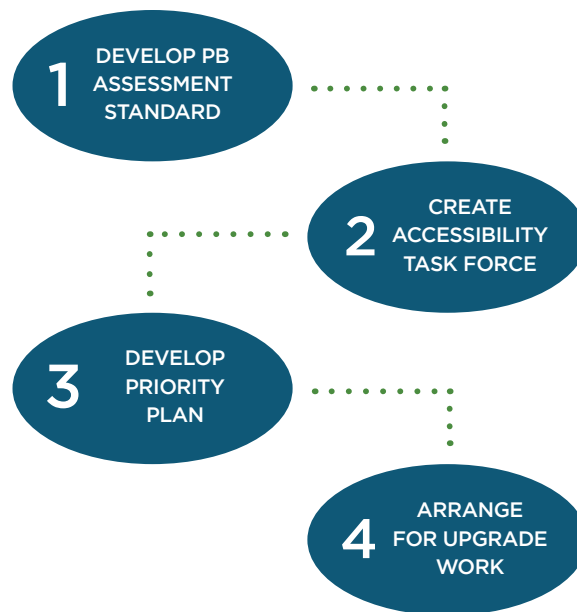 1
DEVELOP PB
ASSESSMENT
STANDARD
2
CREATE
ACCESSIBILITY
TASK FORCE
3
DEVELOP
PRIORITY
PLAN
4
ARRANGE
FOR UPGRADE
WORK